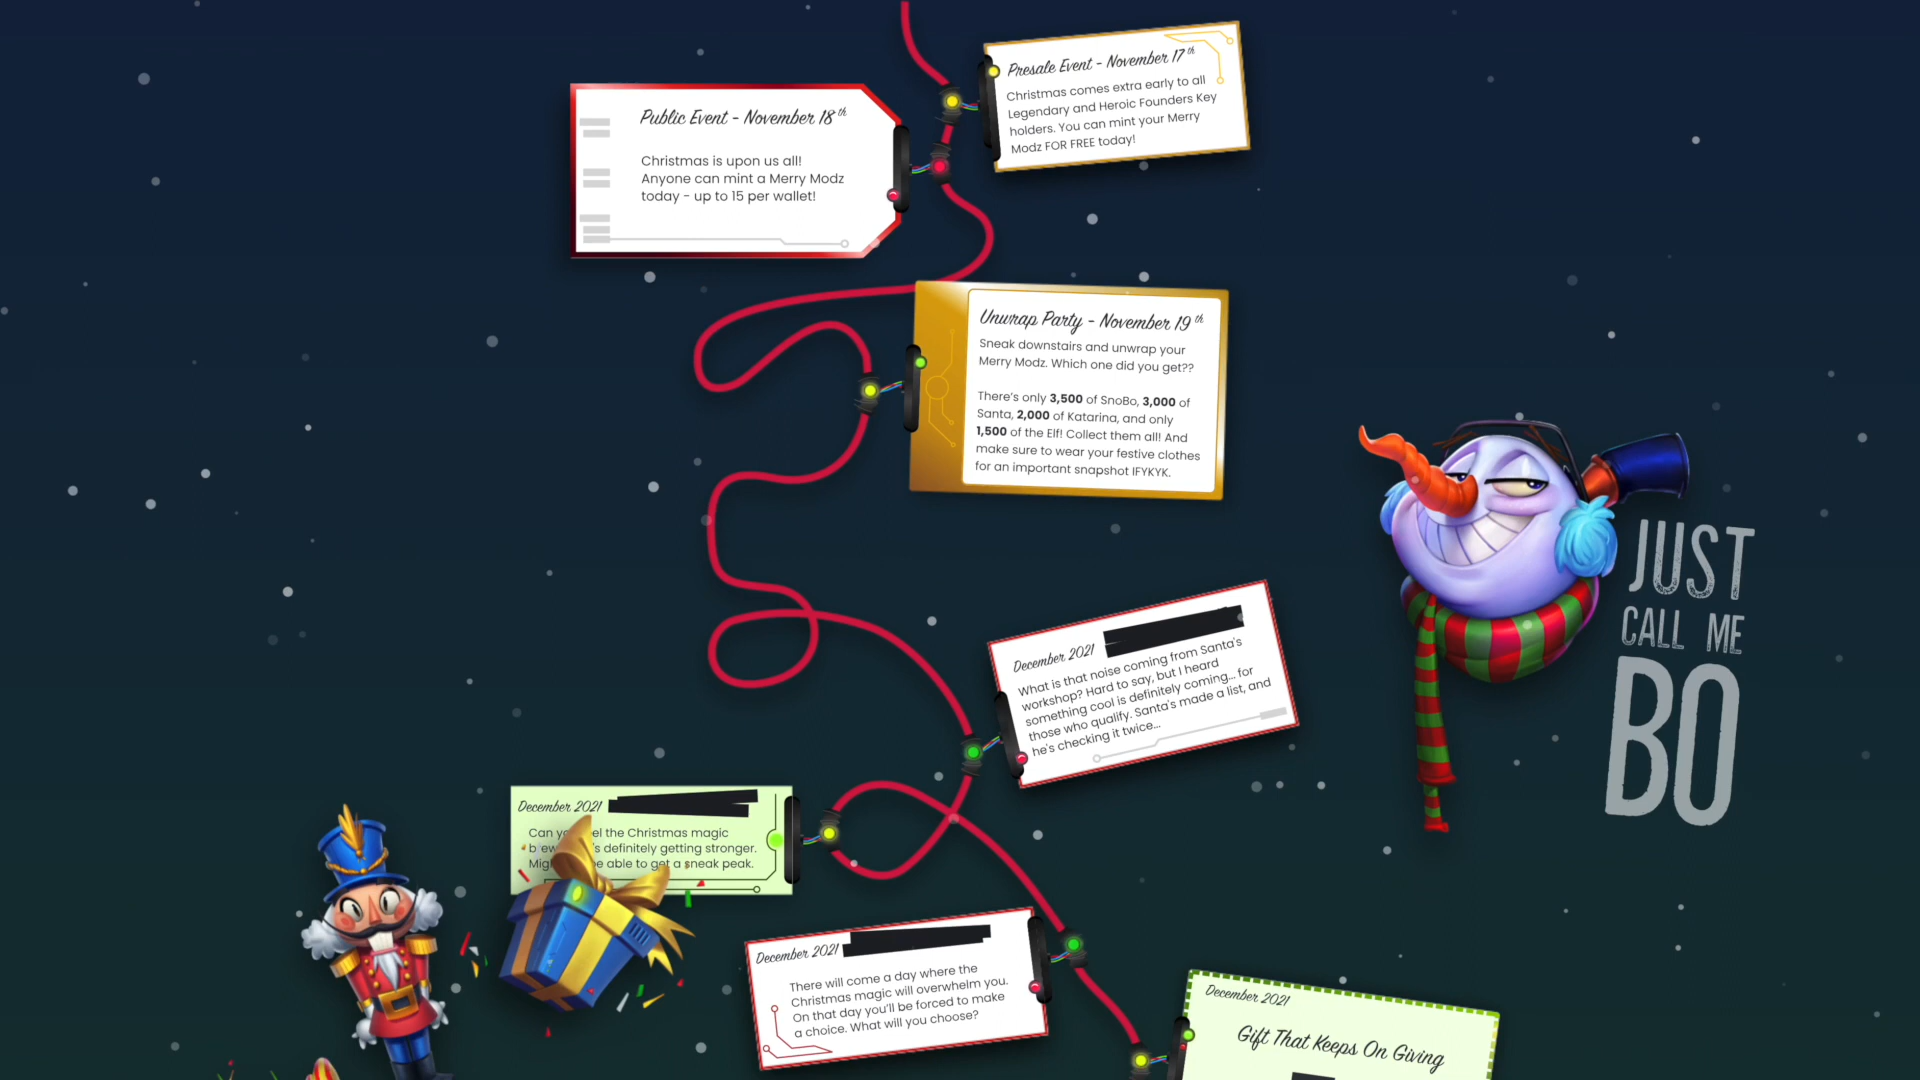 Presale Event - November 17th
Christmas comes extra early to all
Legendary and Heroic Founders Key
holders. You can mint your Merry
Modz FOR FREE today!
Public Event - November 18th
Christmas is upon us all!
Anyone can mint a Merry Modz
today - up to 15 per wallet!
Unwrap Party - November 19th
Sneak downstairs and unwrap your
Merry Modz. Which one did you get??
There's only 3,500 of SnoBo, 3,000 of
Santa, 2,000 of Katarina, and only
1,500 of the Elf! Collect them all! And
make sure to wear your festive clothes
for an important snapshot IFYKYK.
JUST
CALL ME
BO
December 2021
What is that noise coming from Santa's
workshop? Hard to say, but I heard
something cool is definitely coming... for
those who qualify. Santa's made a list, and
he's checking it twice...
December 2021
Can the Christmas magic
definitely getting stronger.
able to get a sneak peak.
December 2021
There will come a day where the
Christmas magic will overwhelm you.
On that day you'll be forced to make
a choice. What will you choose?
December 2021
Gift That Keeps On Giving